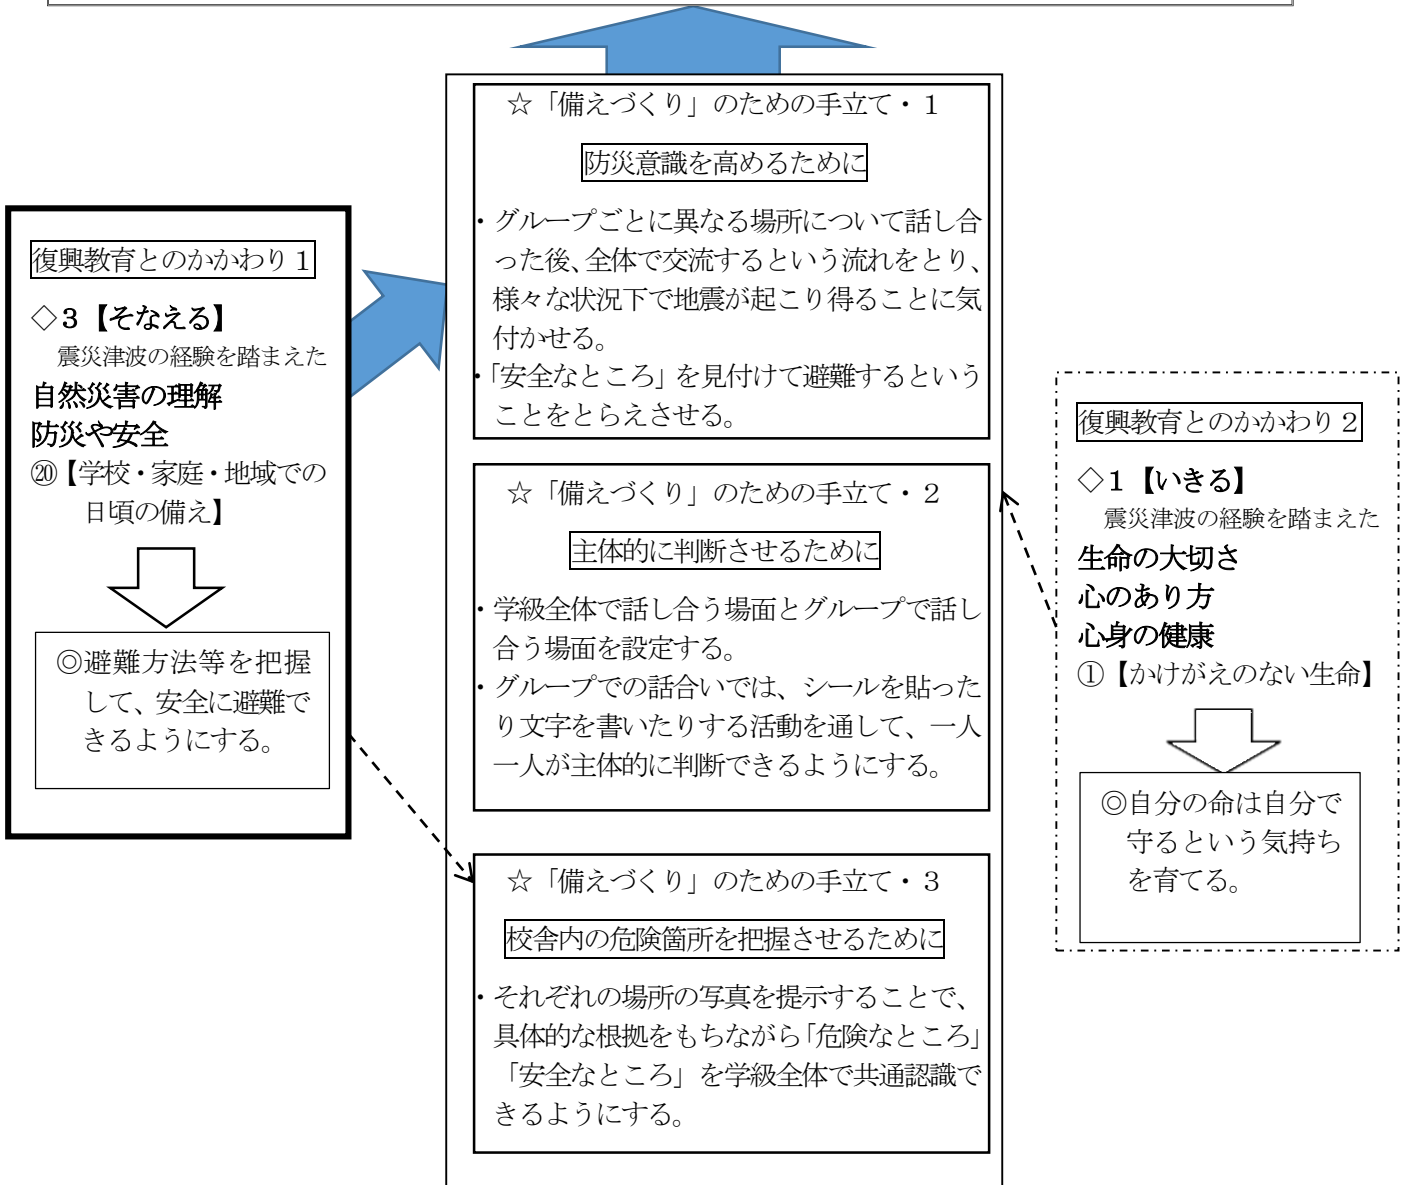 ☆「備えづくり」のための手立て・1
防災意識を高めるために
・グループごとに異なる場所について話し合
った後、全体で交流するという流れをとり、
様々な状況下で地震が起こり得ることに気
付かせる。
・「安全なところ」を見付けて避難するという
ことをとらえさせる。
☆「備えづくり」のための手立て・2
主体的に判断させるために
・学級全体で話し合う場面とグループで話し
合う場面を設定する。
・グループでの話合いでは、シールを貼った
り文字を書いたりする活動を通して、一人
一人が主体的に判断できるようにする。
☆「備えづくり」のための手立て・3
校舎内の危険箇所を把握させるために
・それぞれの場所の写真を提示することで、
具体的な根拠をもちながら「危険なところ」
「安全なところ」を学級全体で共通認識で
きるようにする。
復興教育とのかかわり1
◇3【そなえる】
震災津波の経験を踏まえた
自然災害の理解
防災や安全
⑳【学校・家庭・地域での
日頃の備え】
◎避難方法等を把握
して、安全に避難で
きるようにする。
復興教育とのかかわり2
◇1【いきる】
震災津波の経験を踏まえた
生命の大切さ
心のあり方
心身の健康
①【かけがえのない生命】
◎自分の命は自分で
守るという気持ち
を育てる。